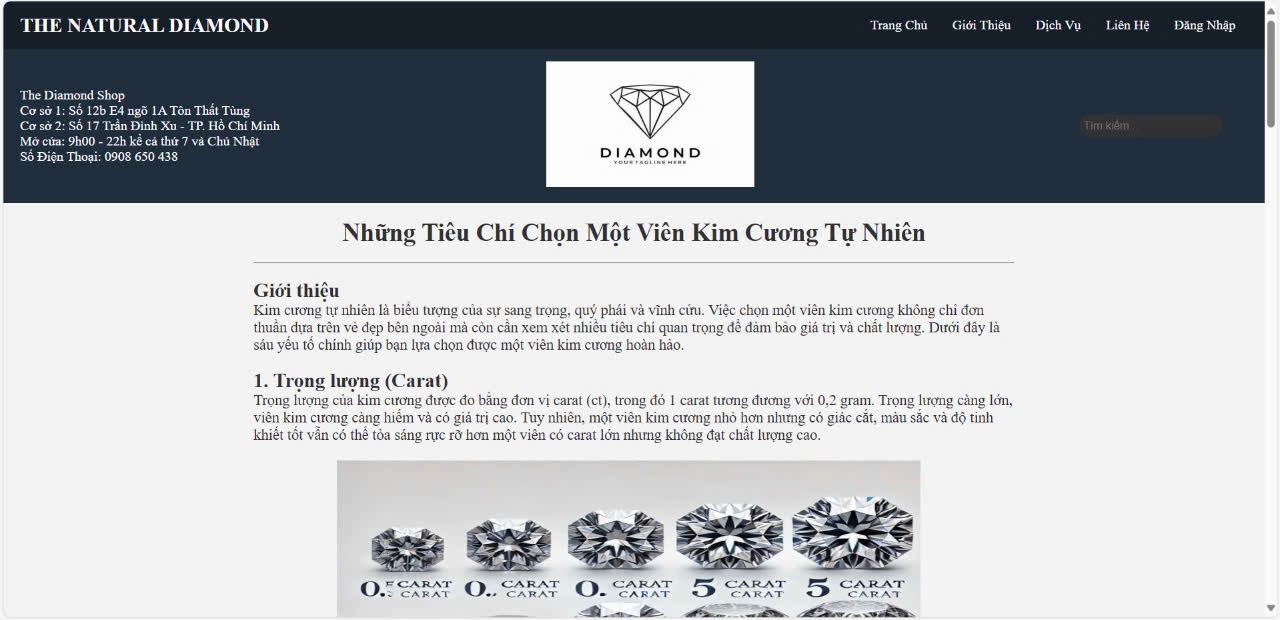 THE NATURAL DIAMOND
Trang Chủ
Giới Thiệu
Dịch Vụ
Liên Hệ
Đăng Nhập
The Diamond Shop
Cơ sở 1: Số 12b E4 ngõ 1A Tôn Thất Tùng
Cơ sở 2: Số 17 Trần Đình Xu - TP. Hồ Chí Minh
Mở cửa: 9h00 - 22h kể cả thứ 7 và Chủ Nhật
Số Điện Thoại: 0908 650 438
DIAMOND
YOUR TAGLINE HERE
Tìm kiếm...
Những Tiêu Chí Chọn Một Viên Kim Cương Tự Nhiên
Giới thiệu
Kim cương tự nhiên là biểu tượng của sự sang trọng, quý phái và vĩnh cửu. Việc chọn một viên kim cương không chỉ đơn
thuần dựa trên vẻ đẹp bên ngoài mà còn cần xem xét nhiều tiêu chí quan trọng để đảm bảo giá trị và chất lượng. Dưới đây là
sáu yếu tố chính giúp bạn lựa chọn được một viên kim cương hoàn hảo.
1. Trọng lượng (Carat)
Trọng lượng của kim cương được đo bằng đơn vị carat (ct), trong đó 1 carat tương đương với 0,2 gram. Trọng lượng càng lớn,
viên kim cương càng hiếm và có giá trị cao. Tuy nhiên, một viên kim cương nhỏ hơn nhưng có giác cắt, màu sắc và độ tinh
khiết tốt vẫn có thể tỏa sáng rực rỡ hơn một viên có carat lớn nhưng không đạt chất lượng cao.
0.5 CARAT CARAT
0.. CARAT CARAT
0. CARAT CARAT
5 CARAT CARAT
5 CARAT CARAT